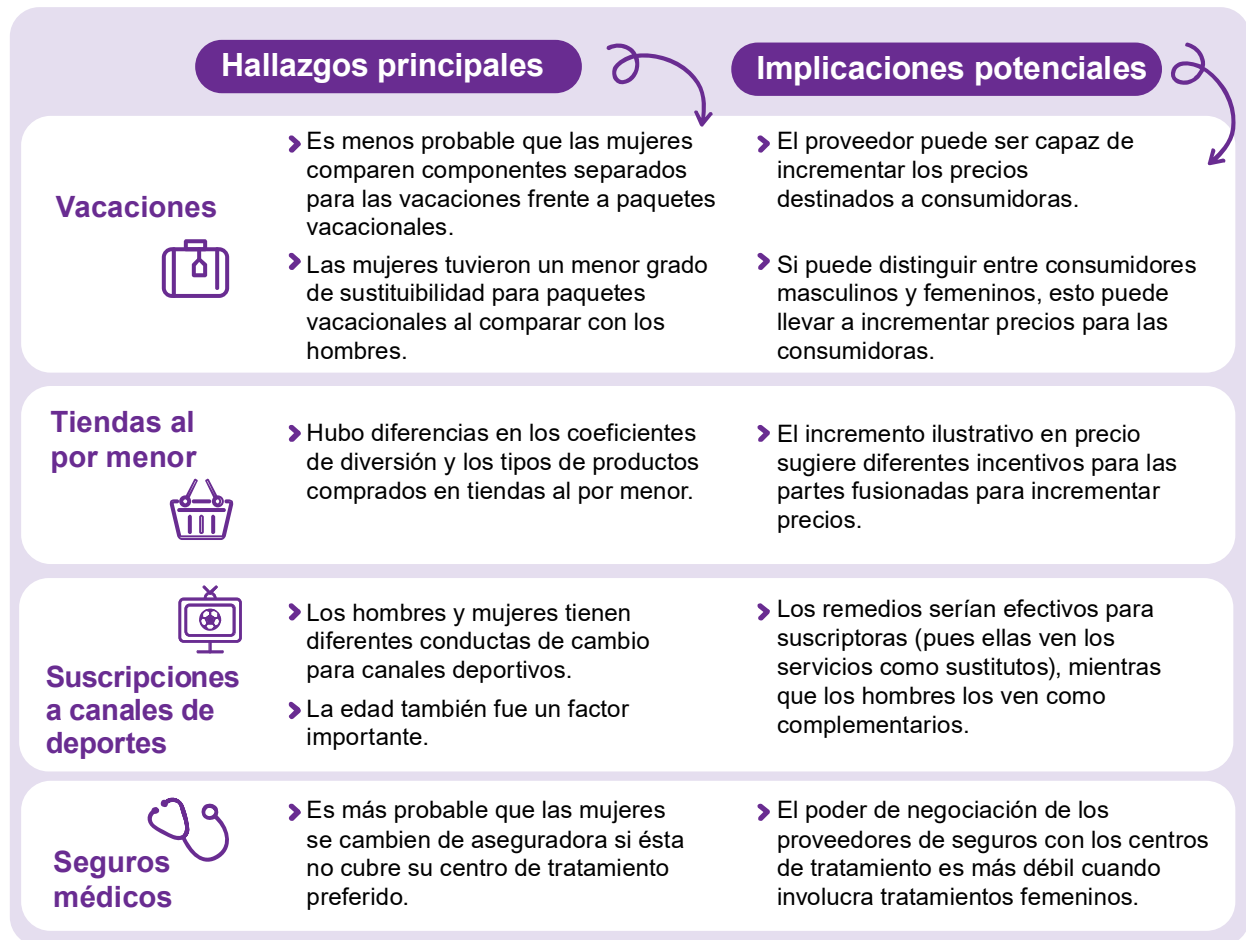 Hallazgos principales
Implicaciones potenciales
Vacaciones
Es menos probable que las mujeres
comparen componentes separados
para las vacaciones frente a paquetes
vacacionales.
Las mujeres tuvieron un menor grado
de sustituibilidad para paquetes
vacacionales al comparar con los
hombres.
El proveedor puede ser capaz de
incrementar los precios
destinados a consumidoras.
Si puede distinguir entre consumidores
masculinos y femeninos, esto puede
llevar a incrementar precios para las
consumidoras.
Tiendas al
por menor
Hubo diferencias en los coeficientes
de diversión y los tipos de productos
comprados en tiendas al por menor.
El incremento ilustrativo en precio
sugiere diferentes incentivos para las
partes fusionadas para incrementar
precios.
Suscripciones
a canales de
deportes
Los hombres y mujeres tienen
diferentes conductas de cambio
para canales deportivos.
La edad también fue un factor
importante.
Los remedios serían efectivos para
suscriptoras (pues ellas ven los
servicios como sustitutos), mientras
que los hombres los ven como
complementarios.
Seguros
médicos
Es más probable que las mujeres
se cambien de aseguradora si ésta
no cubre su centro de tratamiento
preferido.
El poder de negociación de los
proveedores de seguros con los centros
de tratamiento es más débil cuando
involucra tratamientos femeninos.